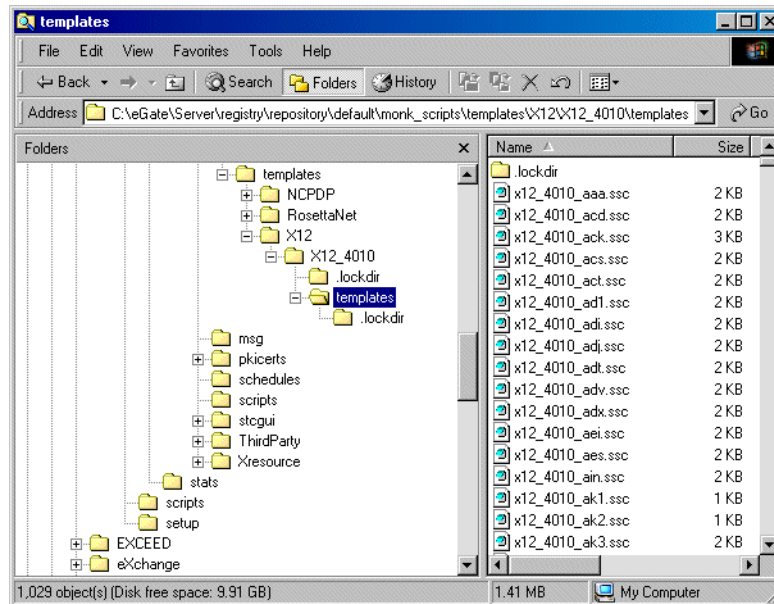 templates
File Edit View Favorites Tools Help
Back Search Folders History
Address C:\eGate\Server\registry\repository\default\monk_scripts\templates\X12\X12_4010\templates Go
Folders
templates
NCPDP
RosettaNet
X12
X12_4010
.lockdir
templates
.lockdir
msg
pkicerts
schedules
scripts
stcgui
ThirdParty
Xresource
stats
scripts
setup
EXCEED
eXchange
Name Size
.lockdir
x12_4010_aaa.ssc 2 KB
x12_4010_acd.ssc 2 KB
x12_4010_ack.ssc 3 KB
x12_4010_acs.ssc 2 KB
x12_4010_act.ssc 2 KB
x12_4010_ad1.ssc 2 KB
x12_4010_adi.ssc 2 KB
x12_4010_adj.ssc 2 KB
x12_4010_adt.ssc 2 KB
x12_4010_adv.ssc 2 KB
x12_4010_adx.ssc 2 KB
x12_4010_aei.ssc 2 KB
x12_4010_aes.ssc 2 KB
x12_4010_ain.ssc 2 KB
x12_4010_ak1.ssc 1 KB
x12_4010_ak2.ssc 1 KB
x12_4010_ak3.ssc 2 KB
1,029 object(s) (Disk free space: 9.91 GB) 1.41 MB My Computer